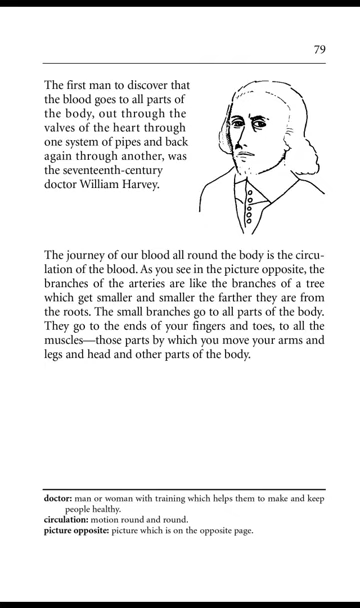 79
The first man to discover that
the blood goes to all parts of
the body, out through the
valves of the heart through
one system of pipes and back
again through another, was
the seventeenth-century
doctor William Harvey.
The journey of our blood all round the body is the circu-
lation of the blood. As you see in the picture opposite, the
branches of the arteries are like the branches of a tree
which get smaller and smaller the farther they are from
the roots. The small branches go to all parts of the body.
They go to the ends of your fingers and toes, to all the
muscles—those parts by which you move your arms and
legs and head and other parts of the body.
doctor: man or woman with training which helps them to make and keep
people healthy.
circulation: motion round and round.
picture opposite: picture which is on the opposite page.